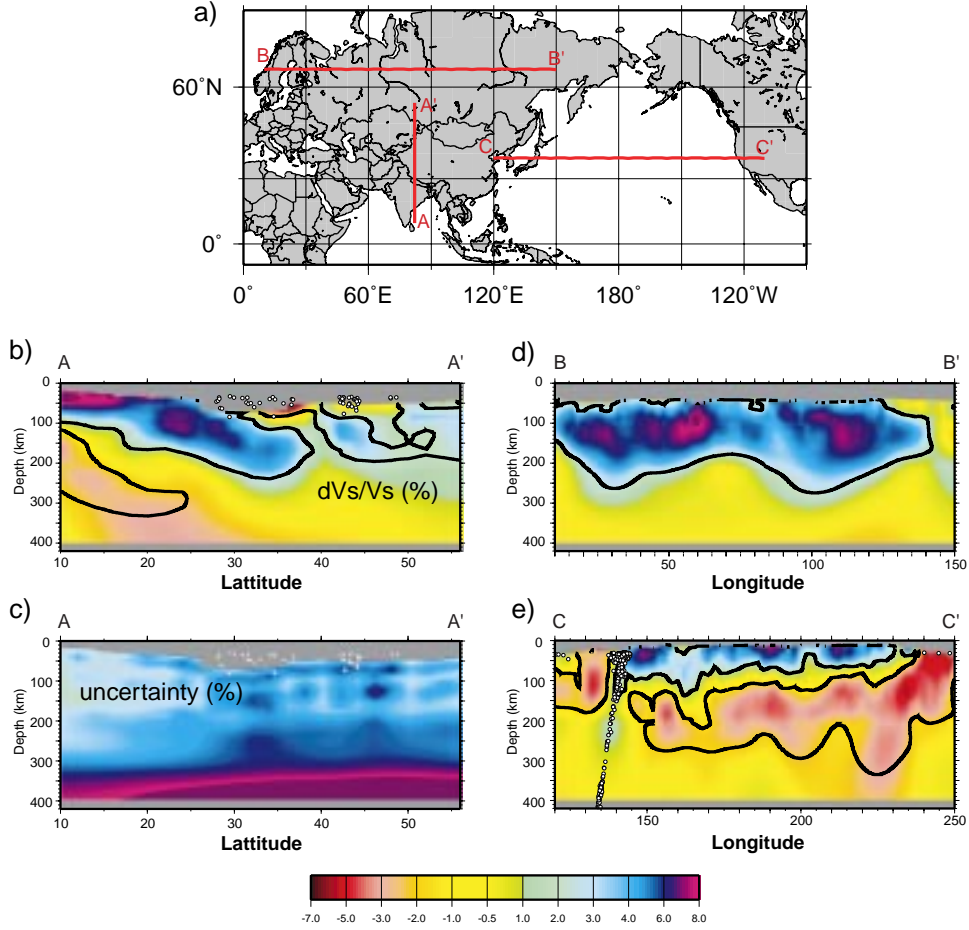 a)
B B'
A'
C C'
A
60˚N
0˚
0˚ 60˚E 120˚E 180˚ 120˚W
b)
A A'
0
100
200
300
400
Depth (km)
dVs/Vs (%)
10 20 30 40 50
Lattitude
d)
B B'
0
100
200
300
400
Depth (km)
50 100 150
Longitude
c)
A A'
0
100
200
300
400
Depth (km)
uncertainty (%)
10 20 30 40 50
Lattitude
e)
C C'
0
100
200
300
400
Depth (km)
150 200 250
Longitude
-7.0 -5.0 -3.0 -2.0 -1.0 -0.5 1.0 2.0 3.0 4.0 6.0 8.0